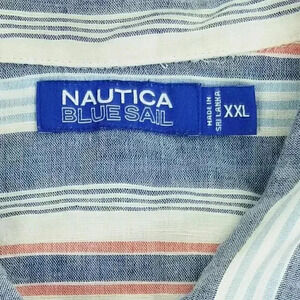 NAUTICA
BLUE SAIL
MADE IN
SRI LANKA
XXL